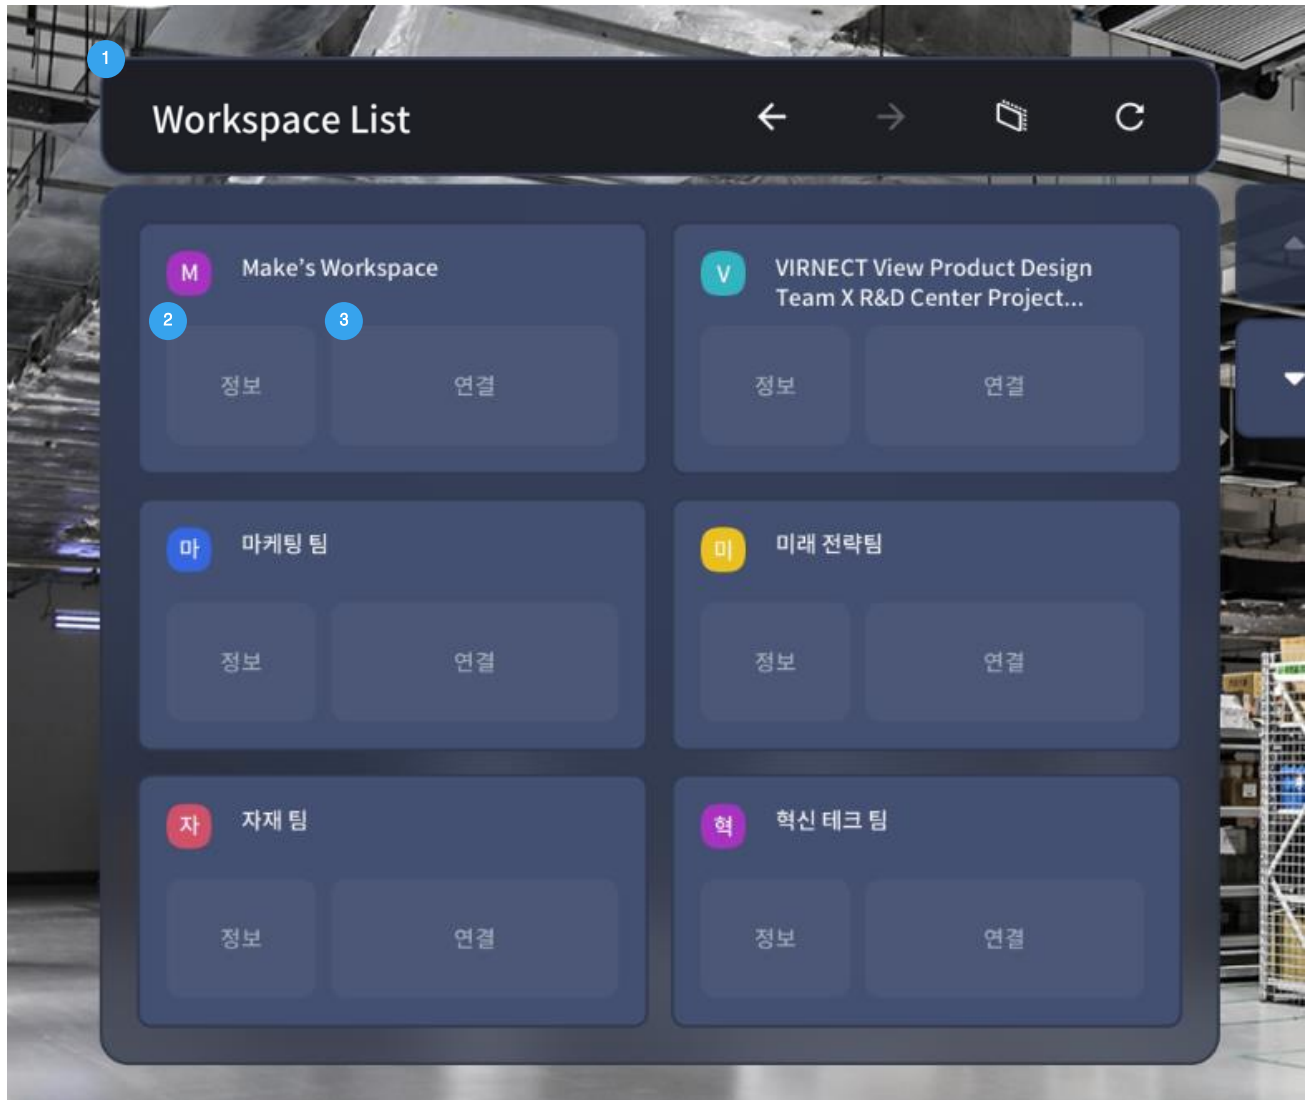 1
Workspace List
M
Make's Workspace
2
3
정보
연결
V
VIRNECT View Product Design
Team X R&D Center Project...
정보
연결
마
마케팅 팀
정보
연결
미
미래 전략팀
정보
연결
자
자재 팀
정보
연결
혁
혁신 테크 팀
정보
연결